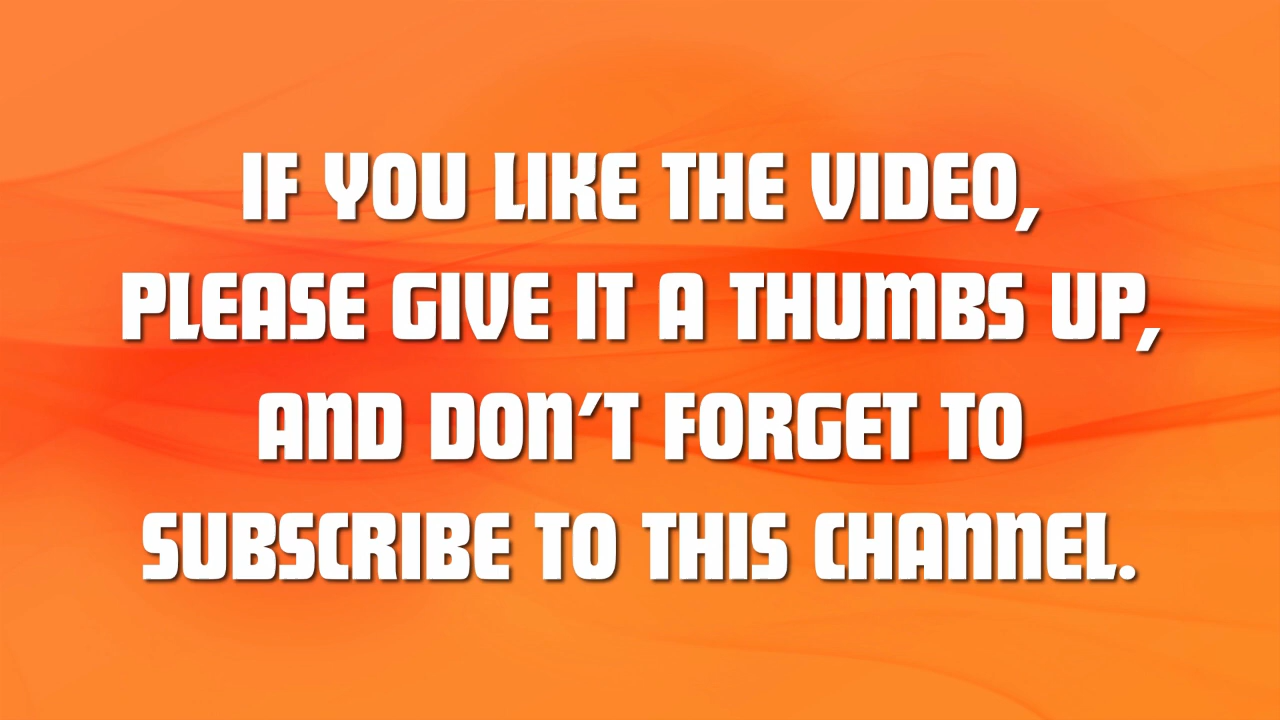 IF YOU LIKE THE VIDEO,
PLEASE GIVE IT A THUMBS UP,
AND DON'T FORGET TO
SUBSCRIBE TO THIS CHANNEL.